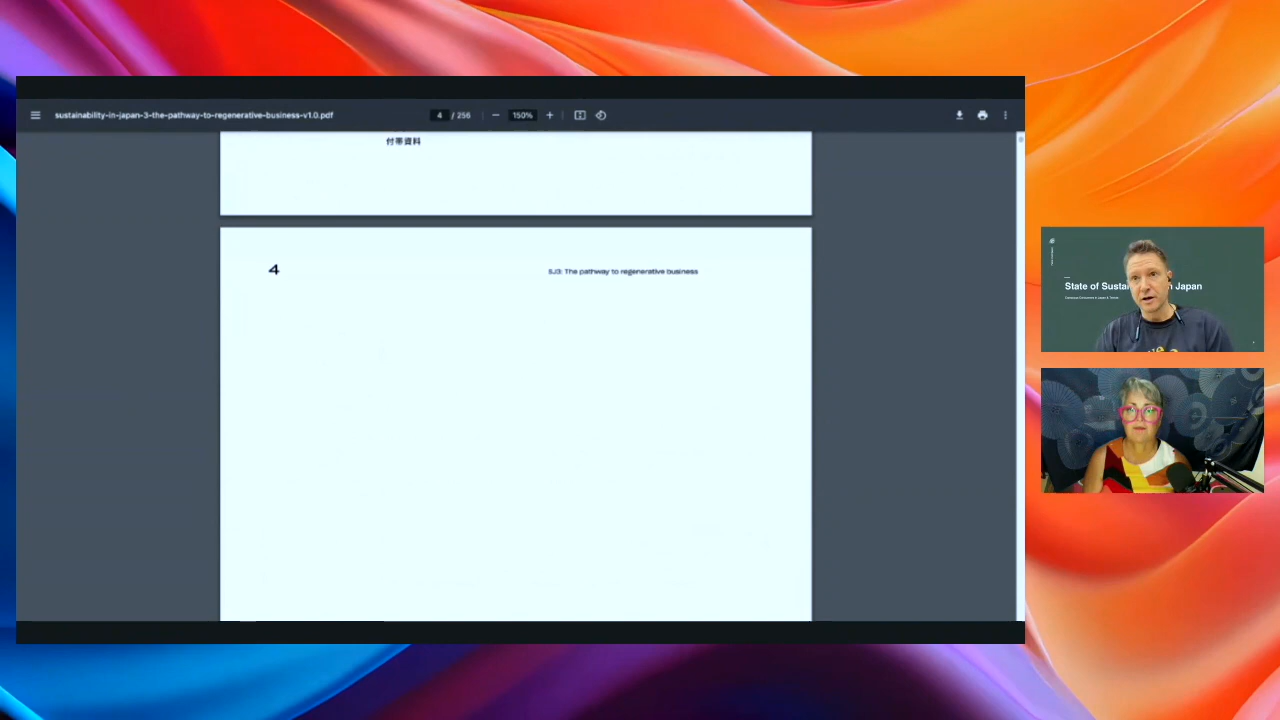 sustainability-in-japan-3-the-pathway-to-regenerative-business-v1.0.pdf
4 / 256
150%
付帯資料
4
SJ3: The pathway to regenerative business
State of Susta
n Japan